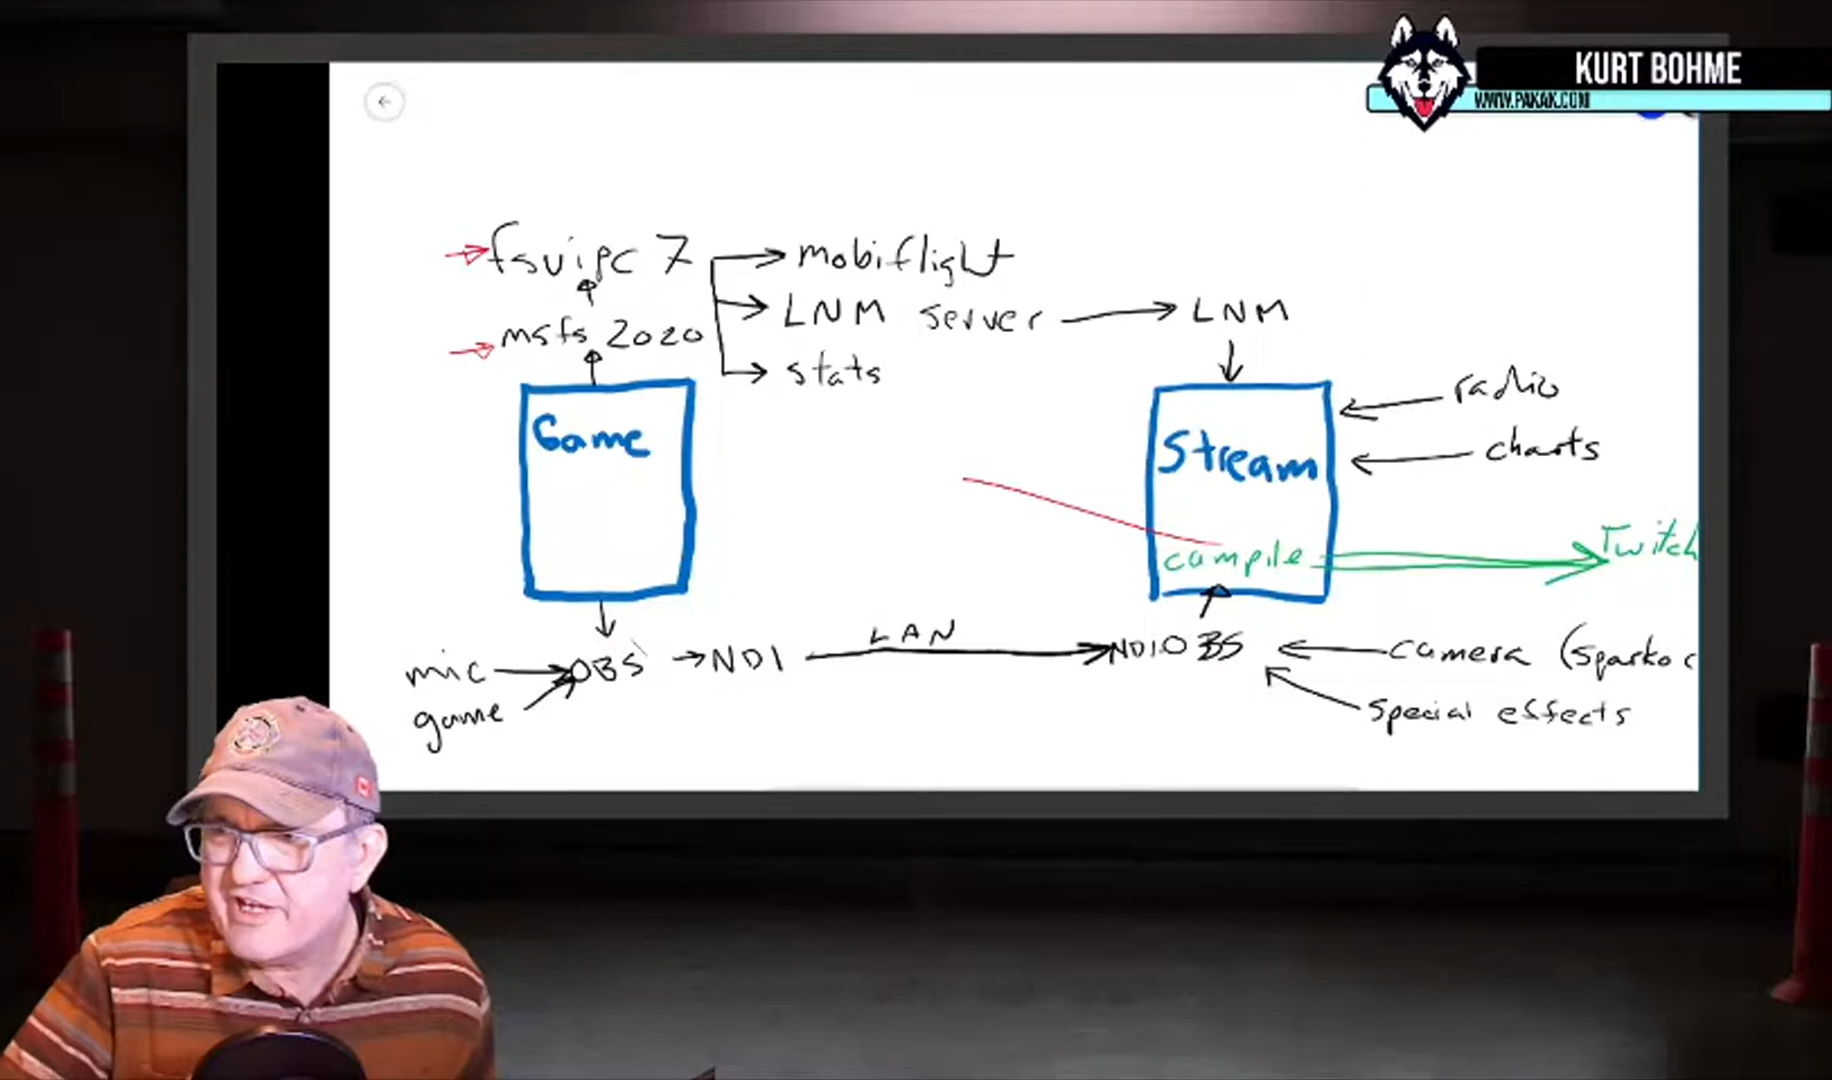 KURT BOHME
WWW.PAKAK.COM
fsuipc 7
mobiflight
LNM server
LNM
msfs 2020
stats
radio
charts
Game
Stream
Twitch
compile
LAN
mic
OBS
NDI
NDI OBS
camera (sparko c
game
special effects